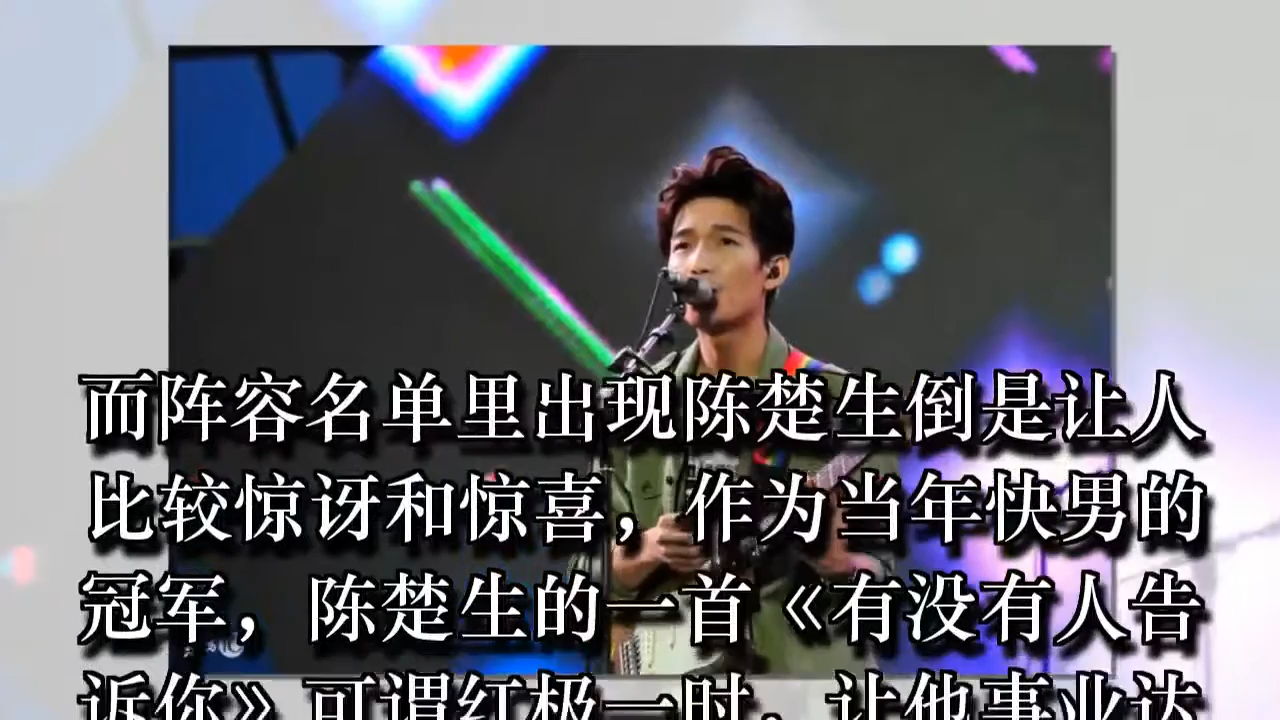 而阵容名单里出现陈楚生倒是让人
比较惊讶和惊喜，作为当年快男的
冠军，陈楚生的一首《有没有人告
诉你》可谓红极一时，让他事业达